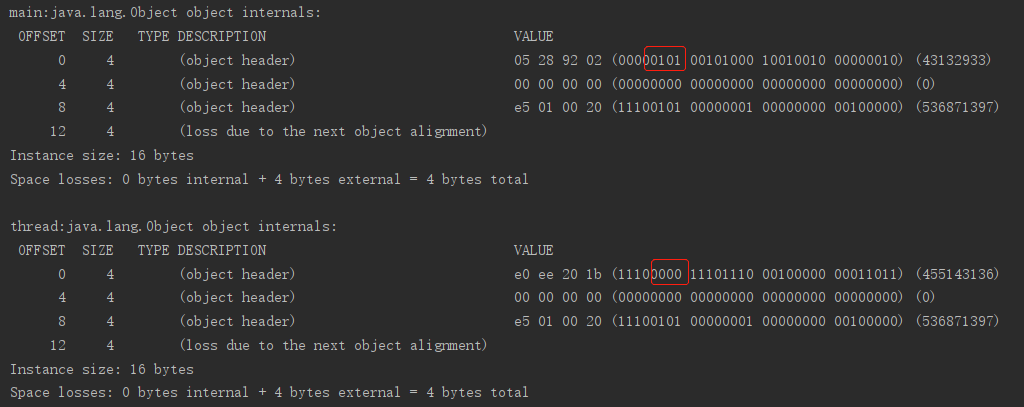 main:java.lang.Object object internals:
OFFSET SIZE TYPE DESCRIPTION VALUE
0 4 (object header) 05 28 92 02 (00000101 00101000 10010010 00000010) (43132933)
4 4 (object header) 00 00 00 00 (00000000 00000000 00000000 00000000) (0)
8 4 (object header) e5 01 00 20 (11100101 00000001 00000000 00100000) (536871397)
12 4 (loss due to the next object alignment)
Instance size: 16 bytes
Space losses: 0 bytes internal + 4 bytes external = 4 bytes total
thread:java.lang.Object object internals:
OFFSET SIZE TYPE DESCRIPTION VALUE
0 4 (object header) e0 ee 20 1b (11100000 11101110 00100000 00011011) (455143136)
4 4 (object header) 00 00 00 00 (00000000 00000000 00000000 00000000) (0)
8 4 (object header) e5 01 00 20 (11100101 00000001 00000000 00100000) (536871397)
12 4 (loss due to the next object alignment)
Instance size: 16 bytes
Space losses: 0 bytes internal + 4 bytes external = 4 bytes total